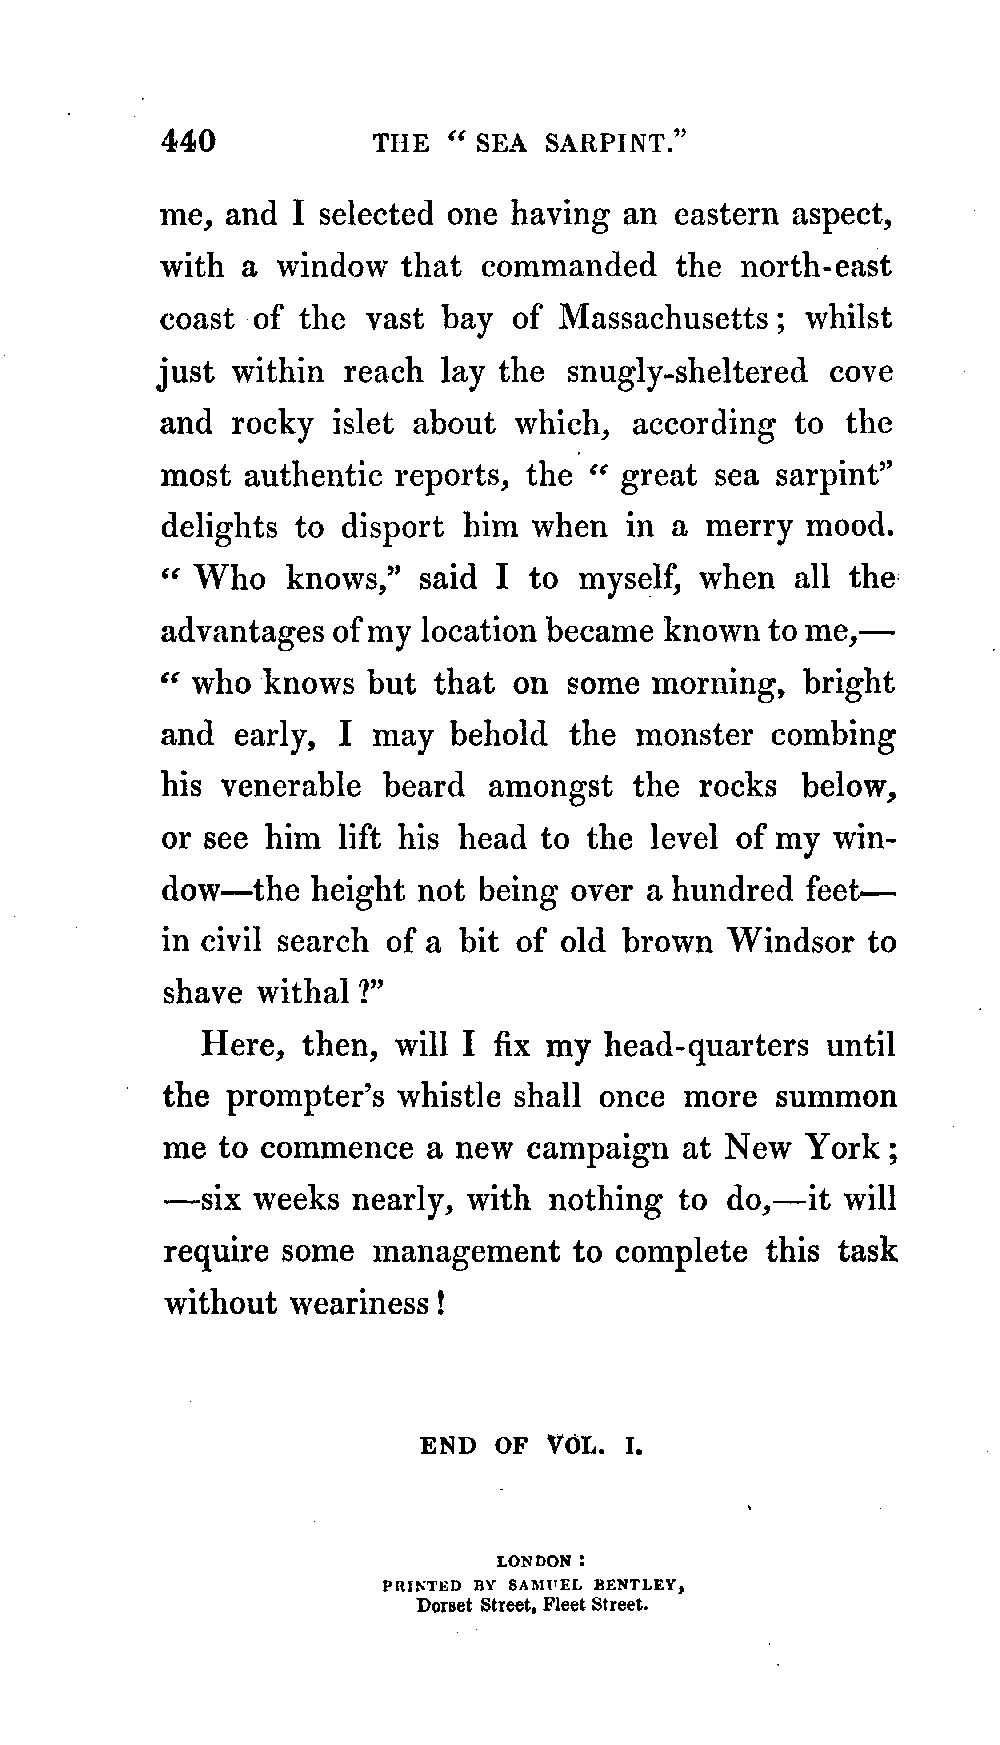 440 THE “ SEA SARPINT.”
me, and I selected one having an eastern aspect,
with a window that commanded the north-east
coast of the vast bay of Massachusetts ; whilst
just within reach lay the snugly-sheltered cove
and rocky islet about which, according to the
most authentic reports, the “ great sea sarpint”
delights to disport him when in a merry mood.
“ Who knows,” said I to myself, when all the
advantages of my location became known to me,—
“ who knows but that on some morning, bright
and early, I may behold the monster combing
his venerable beard amongst the rocks below,
or see him lift his head to the level of my win-
dow—the height not being over a hundred feet—
in civil search of a bit of old brown Windsor to
shave withal ?”
Here, then, will I fix my head-quarters until
the prompter’s whistle shall once more summon
me to commence a new campaign at New York ;
—six weeks nearly, with nothing to do,—it will
require some management to complete this task
without weariness !
END OF VOL. I.
LONDON :
PRINTED BY SAMUEL BENTLEY,
Dorset Street, Fleet Street.